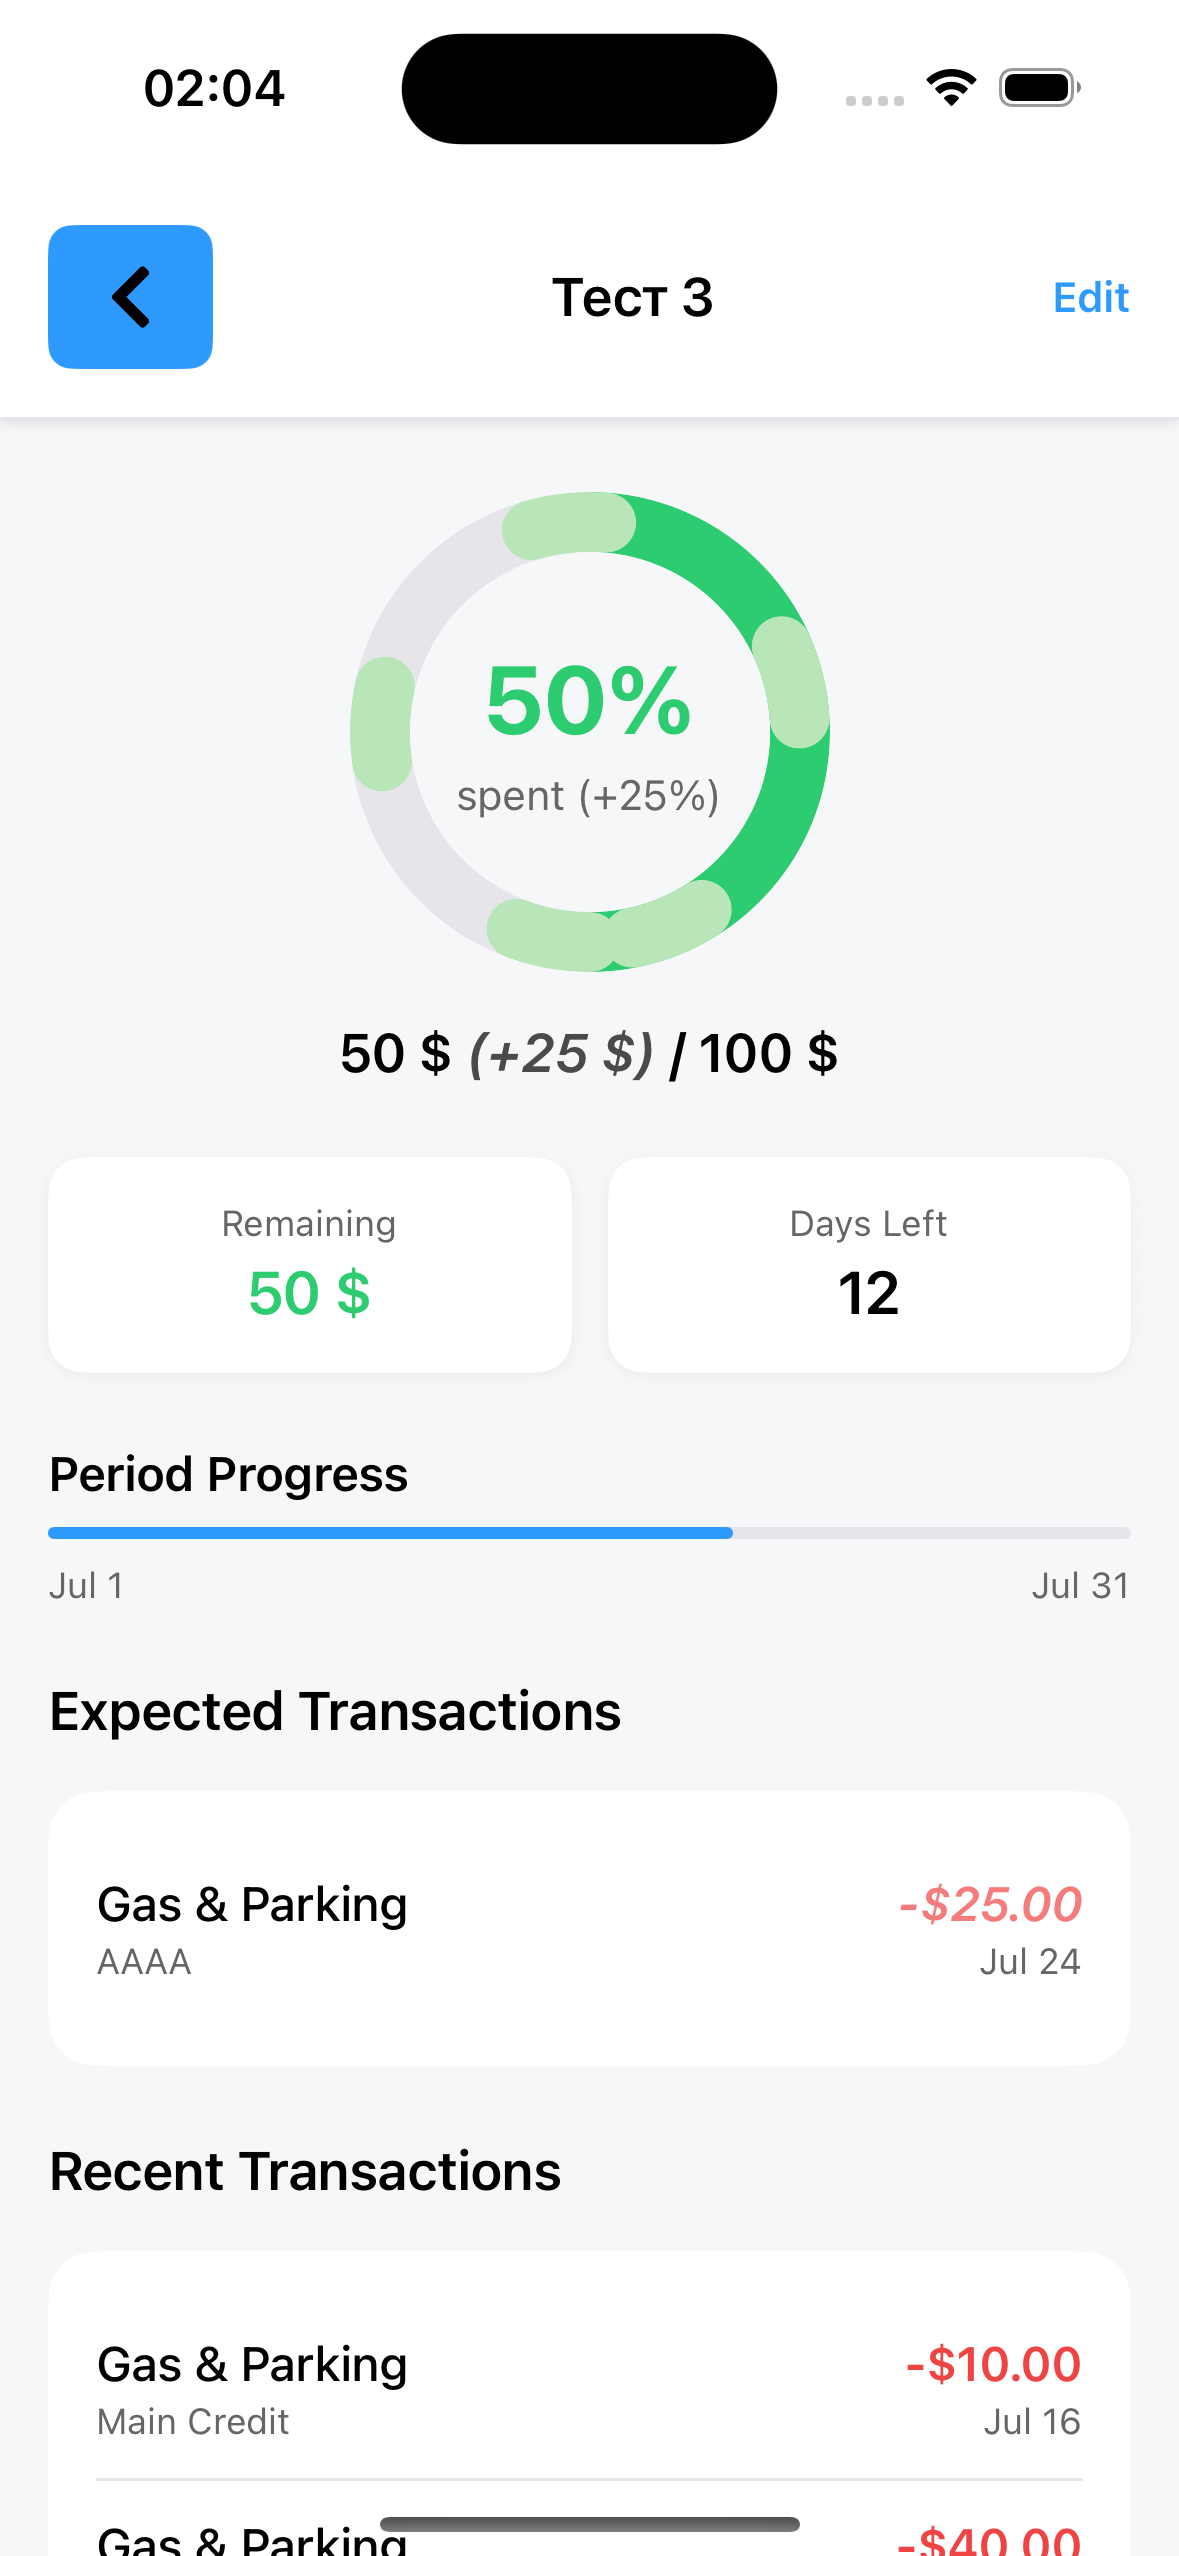 02:04
Тест 3
Edit
50%
spent (+25%)
50 $ (+25 $) / 100 $
Remaining
50 $
Days Left
12
Period Progress
Jul 1
Jul 31
Expected Transactions
Gas & Parking
-$25.00
AAAA
Jul 24
Recent Transactions
Gas & Parking
-$10.00
Main Credit
Jul 16
Gas & Parking
-$40.00